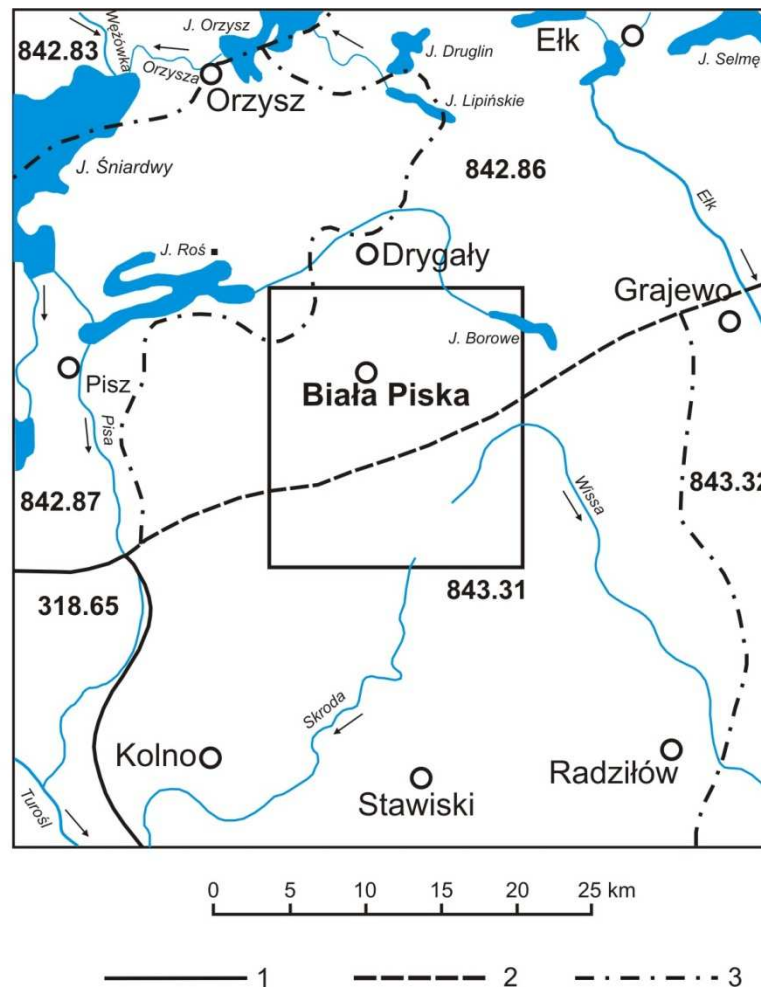 J. Orzysz
Wężówka
842.83
Orzysza
Orzysz
J. Druglin
J. Lipińskie
Ełk
J. Selmę
J. Śniardwy
842.86
Ełk
J. Roś
Drygały
Grajewo
J. Borowe
Pisz
Biała Piska
Pisa
842.87
Wissa
843.32
318.65
843.31
Skroda
Kolno
Stawiski
Radziłów
Turośl
0 5 10 15 20 25 km
1 2 3